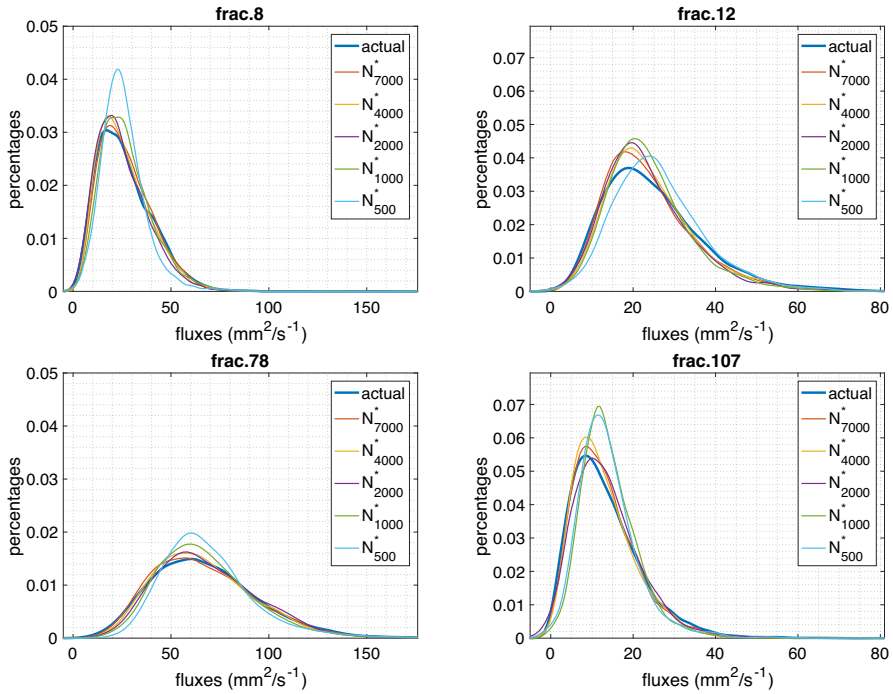 frac.8
0.05
0.04
0.03
0.02
0.01
0
percentages
0 50 100 150
fluxes (mm²/s⁻¹)
actual
N*7000
N*4000
N*2000
N*1000
N*500
frac.12
0.07
0.06
0.05
0.04
0.03
0.02
0.01
0.00
percentages
0 20 40 60 80
fluxes (mm²/s⁻¹)
actual
N*7000
N*4000
N*2000
N*1000
N*500
frac.78
0.05
0.04
0.03
0.02
0.01
0
percentages
0 50 100 150
fluxes (mm²/s⁻¹)
actual
N*7000
N*4000
N*2000
N*1000
N*500
frac.107
0.07
0.06
0.05
0.04
0.03
0.02
0.01
0.00
percentages
0 20 40 60 80
fluxes (mm²/s⁻¹)
actual
N*7000
N*4000
N*2000
N*1000
N*500